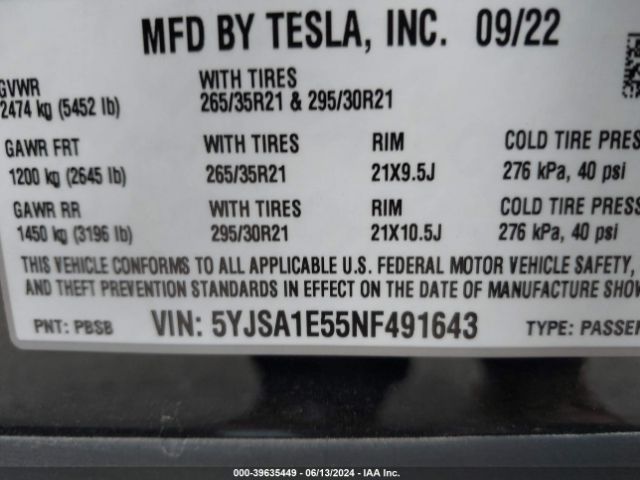 MFD BY TESLA, INC. 09/22
GVWR WITH TIRES
2474 kg (5452 lb) 265/35R21 & 295/30R21
GAWR FRT WITH TIRES RIM COLD TIRE PRES
1200 kg (2645 lb) 265/35R21 21X9.5J 276 kPa, 40 psi
GAWR RR WITH TIRES RIM COLD TIRE PRESS
1450 kg (3196 lb) 295/30R21 21X10.5J 276 kPa, 40 psi
THIS VEHICLE CONFORMS TO ALL APPLICABLE U.S. FEDERAL MOTOR VEHICLE SAFETY,
AND THEFT PREVENTION STANDARDS IN EFFECT ON THE DATE OF MANUFACTURE SHOW
PNT: PBSB VIN: 5YJSA1E55NF491643 TYPE: PASSEN
000-39635449 - 06/13/2024 - IAA Inc.